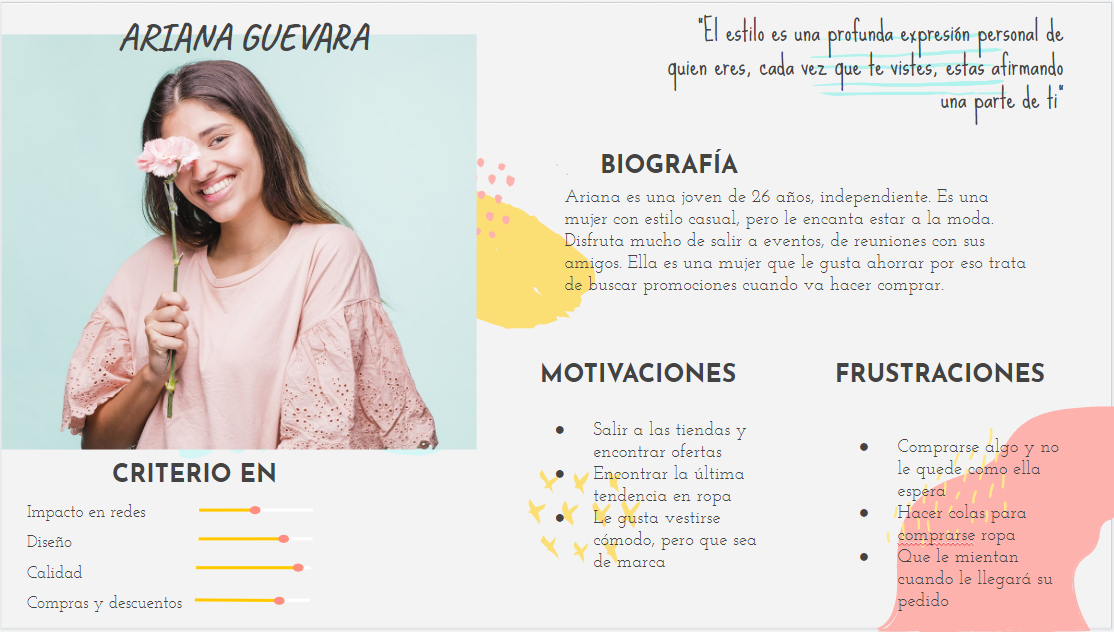 ARIANA GUEVARA
"El estilo es una profunda expresión personal de
quien eres, cada vez que te vistes, estas afirmando
una parte de ti"
BIOGRAFÍA
Ariana es una joven de 26 años, independiente. Es una
mujer con estilo casual, pero le encanta estar a la moda.
Disfruta mucho de salir a eventos, de reuniones con sus
amigos. Ella es una mujer que le gusta ahorrar por eso trata
de buscar promociones cuando va hacer comprar.
MOTIVACIONES
● Salir a las tiendas y
encontrar ofertas
● Encontrar la última
tendencia en ropa
● Le gusta vestirse
cómodo, pero que sea
de marca
FRUSTRACIONES
● Comprarse algo y no
le quede como ella
espera
● Hacer colas para
comprarse ropa
● Que le mientan
cuando le llegará su
pedido
CRITERIO EN
Impacto en redes
Diseño
Calidad
Compras y descuentos